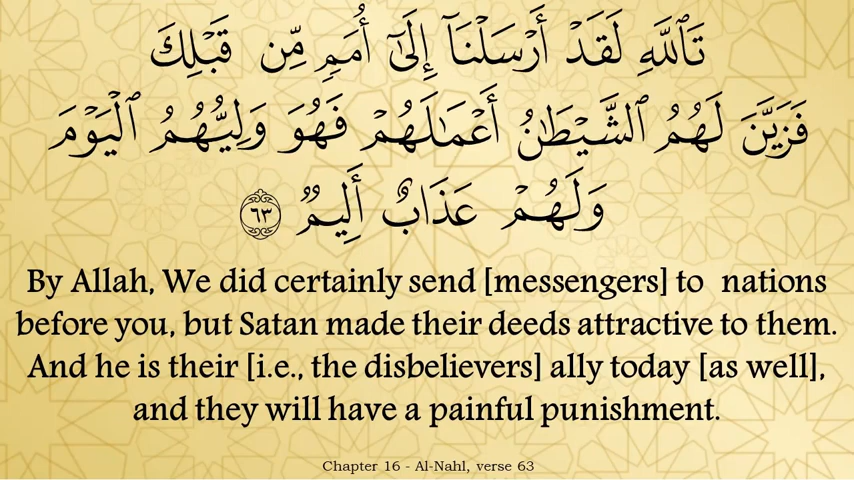 تَٱللَّهِ لَقَدْ أَرْسَلْنَآ إِلَىٰٓ أُمَمٍ مِّن قَبْلِكَ
فَزَيَّنَ لَهُمُ ٱلشَّيْطَٰنُ أَعْمَٰلَهُمْ فَهُوَ وَلِيُّهُمُ ٱلْيَوْمَ
وَلَهُمْ عَذَابٌ أَلِيمٌ ٦٣
By Allah, We did certainly send [messengers] to nations
before you, but Satan made their deeds attractive to them.
And he is their [i.e., the disbelievers] ally today [as well],
and they will have a painful punishment.
Chapter 16 - Al-Nahl, verse 63